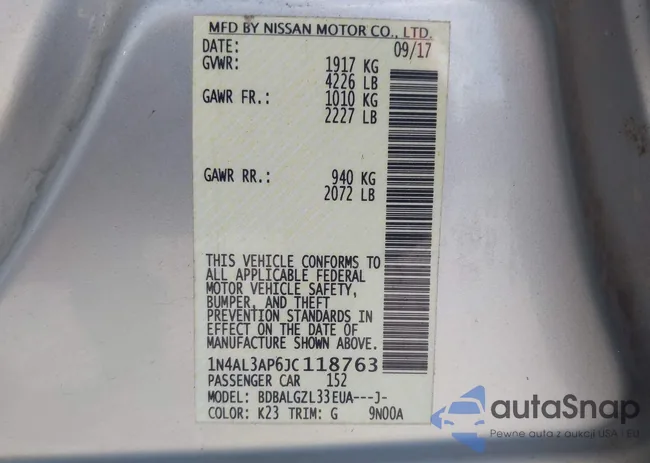 MFD BY NISSAN MOTOR CO., LTD.
DATE: 09/17
GVWR: 1917 KG
4226 LB
GAWR FR.: 1010 KG
2227 LB
GAWR RR.: 940 KG
2072 LB
THIS VEHICLE CONFORMS TO
ALL APPLICABLE FEDERAL
MOTOR VEHICLE SAFETY,
BUMPER, AND THEFT
PREVENTION STANDARDS IN
EFFECT ON THE DATE OF
MANUFACTURE SHOWN ABOVE.
1N4AL3AP6JC118763
PASSENGER CAR 152
MODEL: BDBALGZL33EUA---J-
COLOR: K23 TRIM: G 9N00A
autoSnap
Pewne auta z aukcji USA i EU